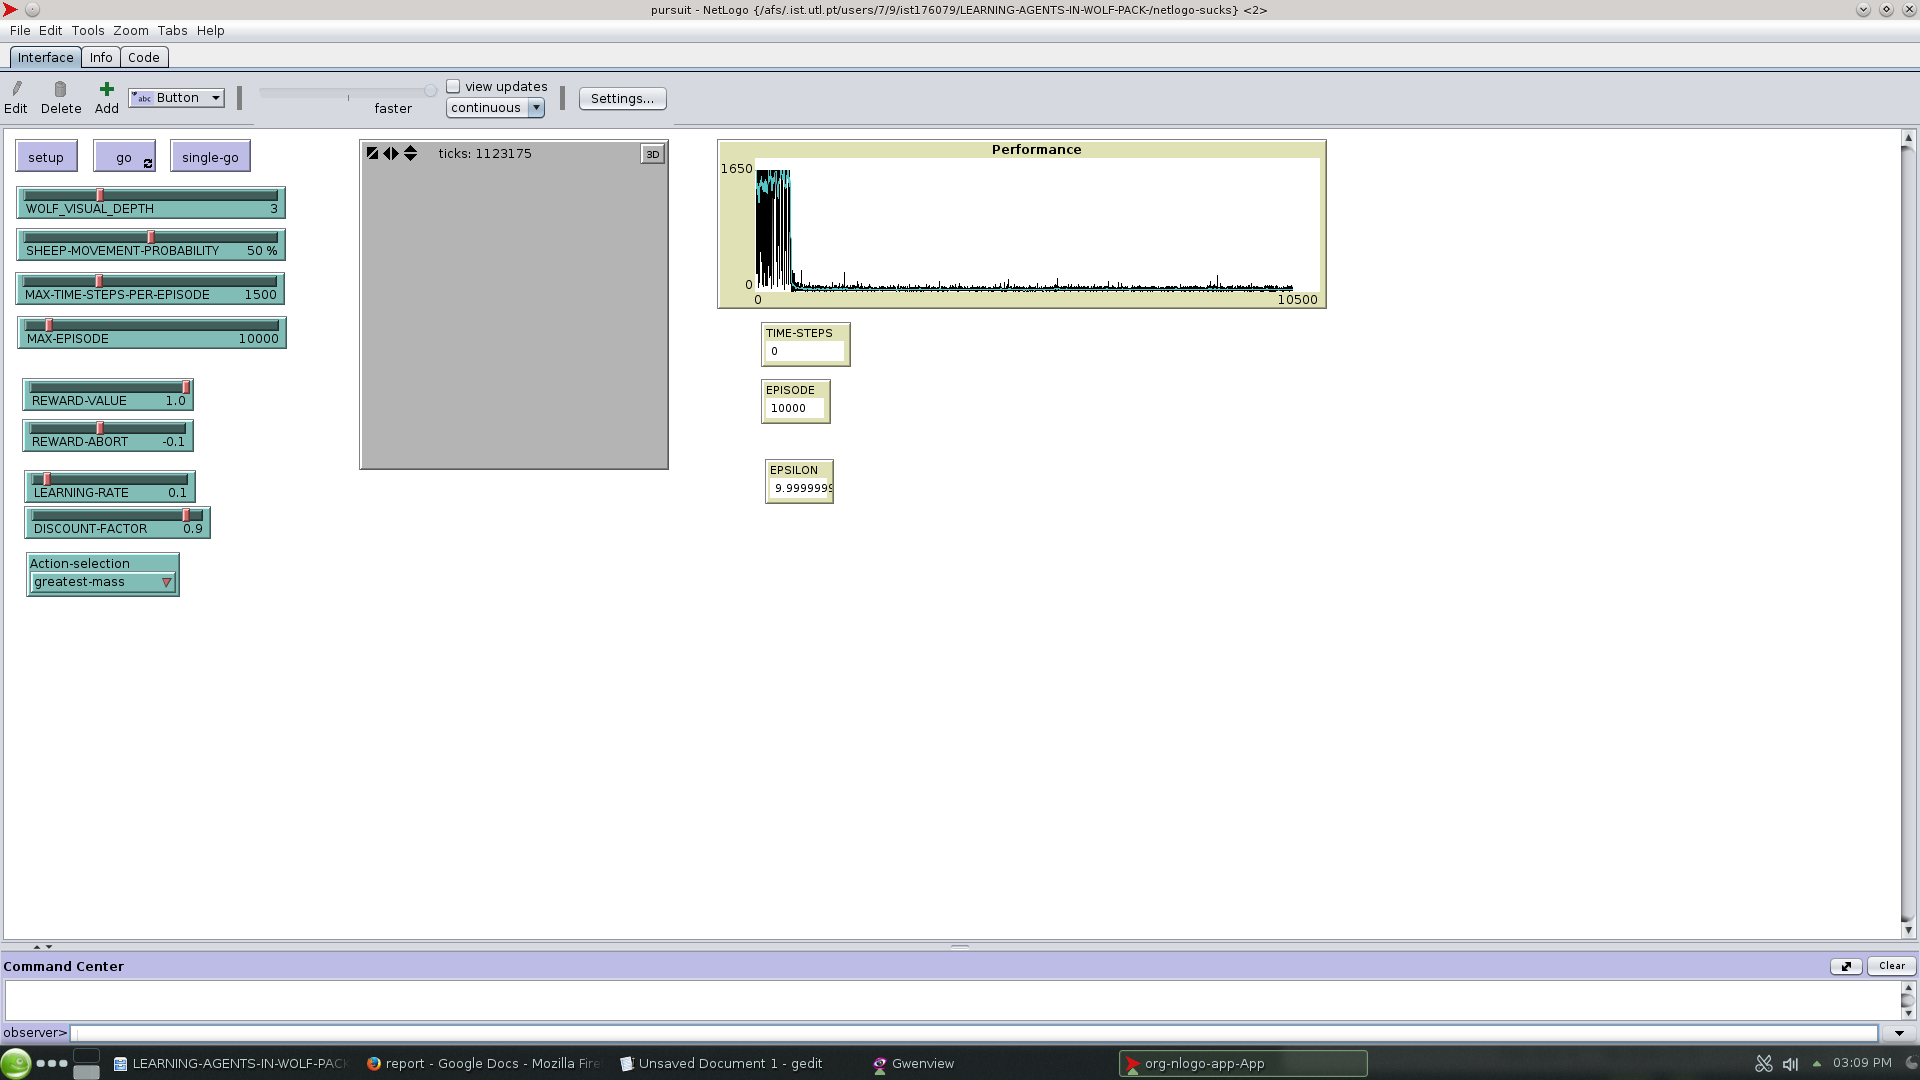 pursuit - NetLogo {/afs/.ist.utl.pt/users/7/9/ist176079/LEARNING-AGENTS-IN-WOLF-PACK-/netlogo-sucks} <2>
File Edit Tools Zoom Tabs Help
Interface Info Code
Edit Delete Add abc Button faster view updates continuous Settings...
setup go single-go
WOLF_VISUAL_DEPTH 3
SHEEP-MOVEMENT-PROBABILITY 50 %
MAX-TIME-STEPS-PER-EPISODE 1500
MAX-EPISODE 10000
REWARD-VALUE 1.0
REWARD-ABORT -0.1
LEARNING-RATE 0.1
DISCOUNT-FACTOR 0.9
Action-selection
greatest-mass
ticks: 1123175 3D
Performance
1650
0
0 10500
TIME-STEPS
0
EPISODE
10000
EPSILON
9.9999999
Command Center Clear
observer>
LEARNING-AGENTS-IN-WOLF-PACK report - Google Docs - Mozilla Fire Unsaved Document 1 - gedit Gwenview org-nlogo-app-App 03:09 PM